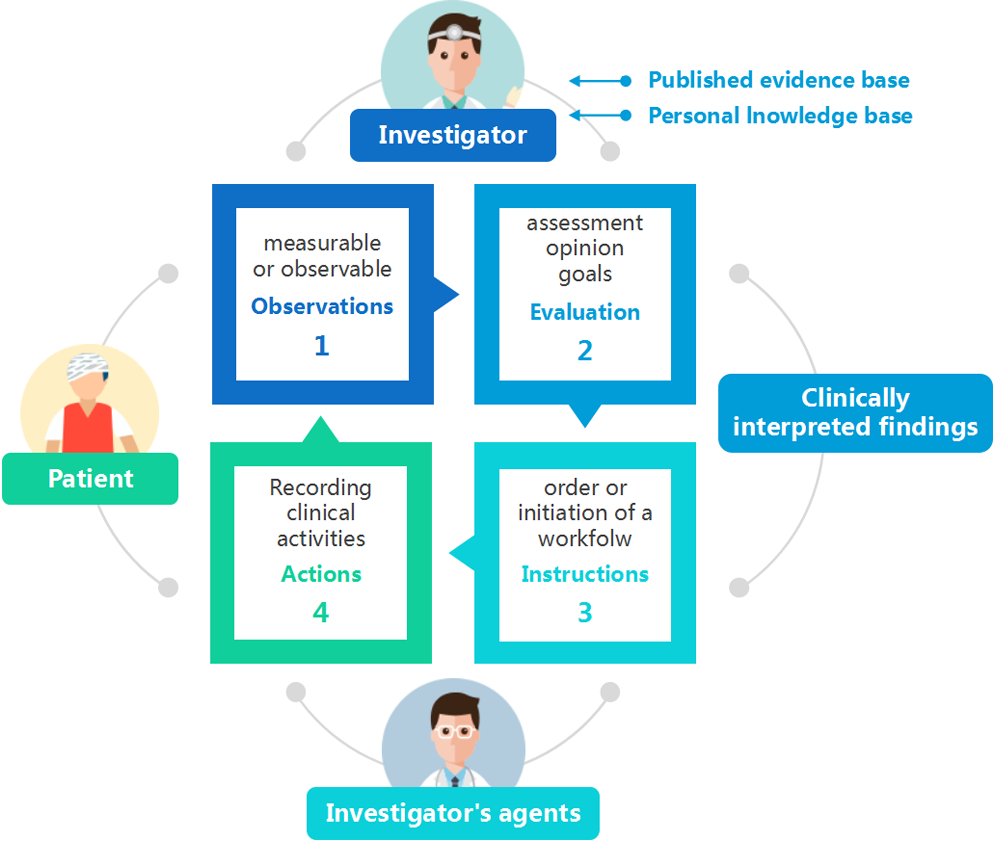 Published evidence base
Personal lnowledge base
Investigator
measurable
or observable
Observations
1
assessment
opinion
goals
Evaluation
2
Clinically
interpreted findings
Patient
Recording
clinical
activities
Actions
4
order or
initiation of a
workfolw
Instructions
3
Investigator's agents